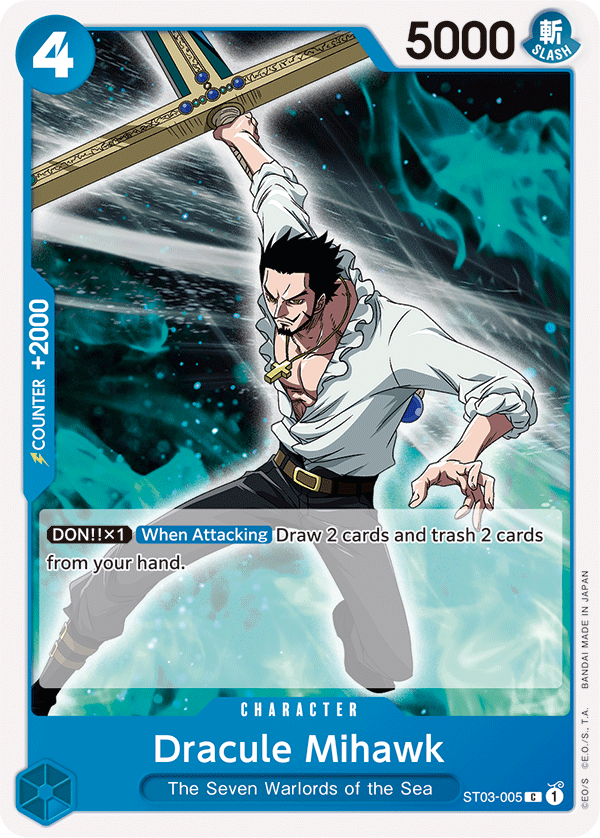 4
5000
斬
SLASH
COUNTER +2000
DON!!×1 When Attacking Draw 2 cards and trash 2 cards
from your hand.
CHARACTER
Dracule Mihawk
The Seven Warlords of the Sea
ST03-005 C 1
©E.O/S ©E.O./S., T.A. BANDAI MADE IN JAPAN